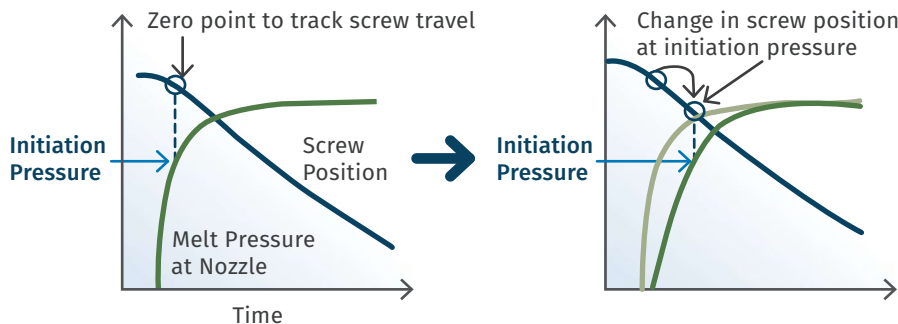 Zero point to track screw travel
Initiation
Pressure
Screw
Position
Melt Pressure
at Nozzle
Time
Change in screw position
at initiation pressure
Initiation
Pressure